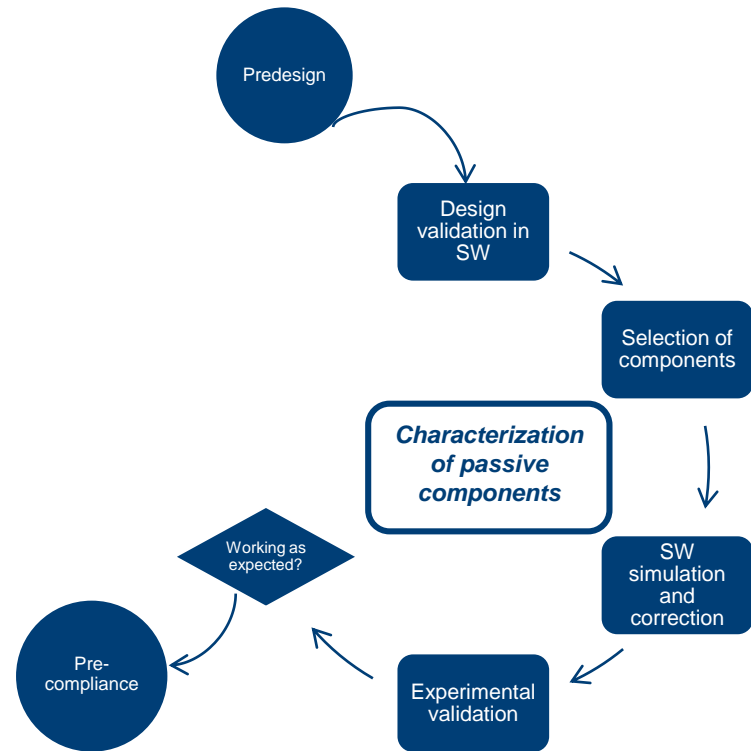 Predesign
Design
validation in
SW
Selection of
components
Characterization
of passive
components
SW
simulation
and
correction
Experimental
validation
Working as
expected?
Pre-
compliance